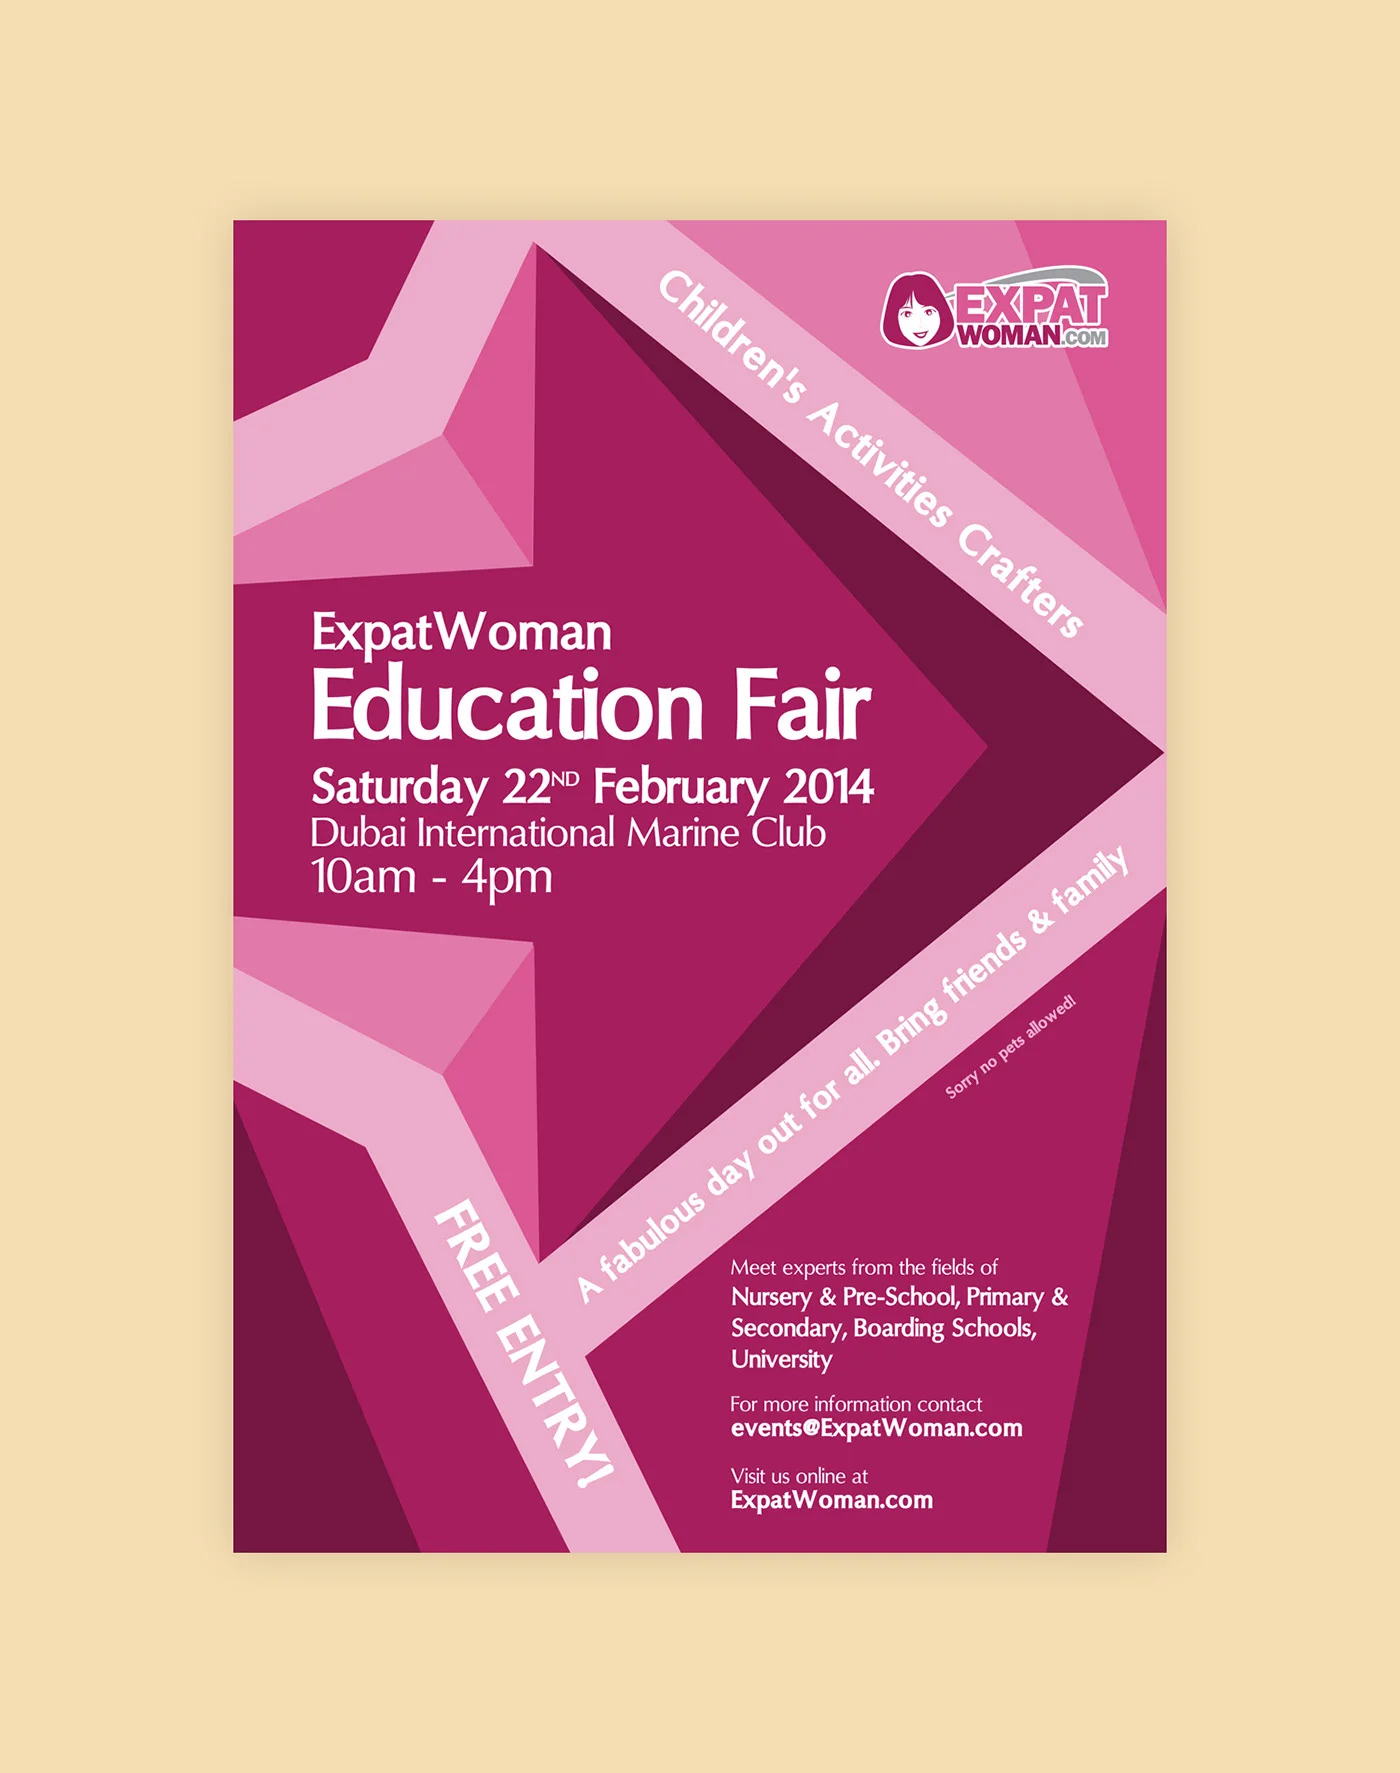 EXPAT
WOMAN.COM
Children's Activities Crafters
ExpatWoman
Education Fair
Saturday 22ND February 2014
Dubai International Marine Club
10am - 4pm
A fabulous day out for all. Bring friends & family
Sorry no pets allowed!
FREE ENTRY!
Meet experts from the fields of
Nursery & Pre-School, Primary &
Secondary, Boarding Schools,
University
For more information contact
events@ExpatWoman.com
Visit us online at
ExpatWoman.com